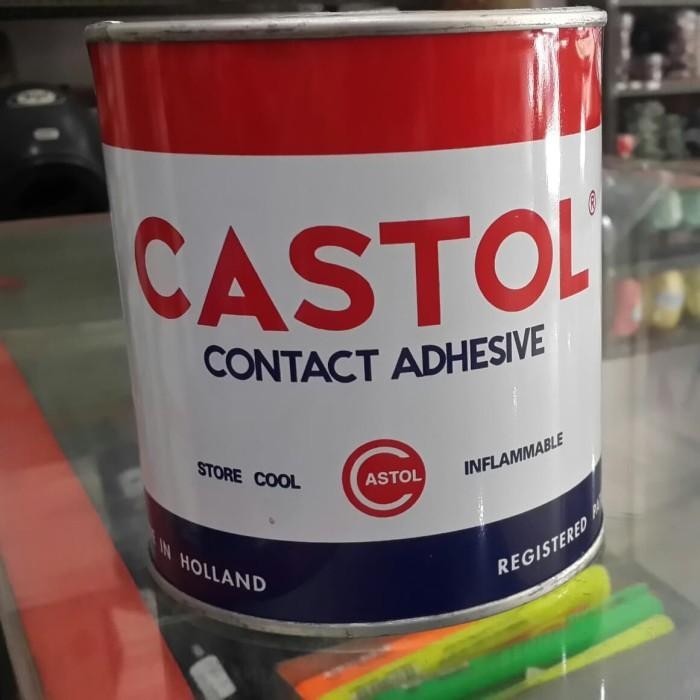 CASTOL®
CONTACT ADHESIVE
STORE COOL
CASTOL
INFLAMMABLE
IN HOLLAND
REGISTERED